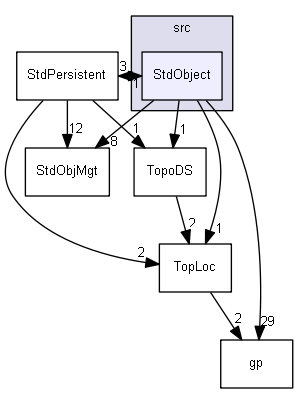 src
StdPersistent
3
1
StdObject
12
1
8
1
StdObjMgt
TopoDS
2
2
1
TopLoc
2
29
gp